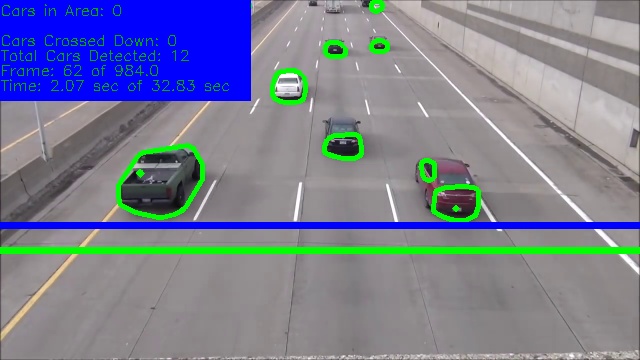 Cars in Area: 0
Cars Crossed Down: 0
Total Cars Detected: 12
Frame: 62 of 984.0
Time: 2.07 sec of 32.83 sec